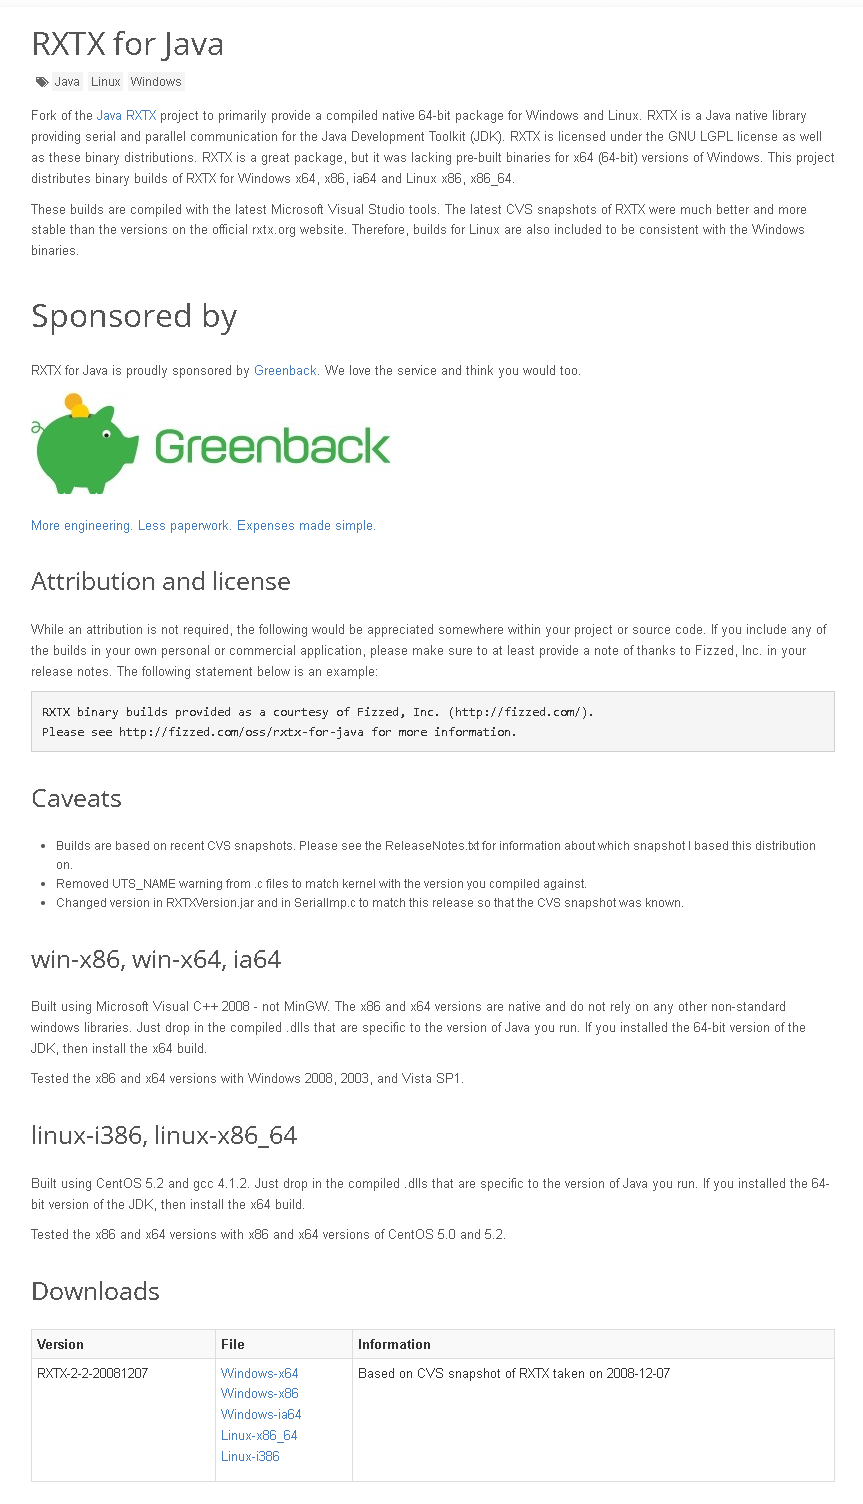 RXTX for Java
Java Linux Windows
Fork of the Java RXTX project to primarily provide a compiled native 64-bit package for Windows and Linux. RXTX is a Java native library
providing serial and parallel communication for the Java Development Toolkit (JDK). RXTX is licensed under the GNU LGPL license as well
as these binary distributions. RXTX is a great package, but it was lacking pre-built binaries for x64 (64-bit) versions of Windows. This project
distributes binary builds of RXTX for Windows x64, x86, ia64 and Linux x86, x86_64.
These builds are compiled with the latest Microsoft Visual Studio tools. The latest CVS snapshots of RXTX were much better and more
stable than the versions on the official rxtx.org website. Therefore, builds for Linux are also included to be consistent with the Windows
binaries.
Sponsored by
RXTX for Java is proudly sponsored by Greenback. We love the service and think you would too.
Greenback
More engineering. Less paperwork. Expenses made simple.
Attribution and license
While an attribution is not required, the following would be appreciated somewhere within your project or source code. If you include any of
the builds in your own personal or commercial application, please make sure to at least provide a note of thanks to Fizzed, Inc. in your
release notes. The following statement below is an example:
RXTX binary builds provided as a courtesy of Fizzed, Inc. (http://fizzed.com/).
Please see http://fizzed.com/oss/rxtx-for-java for more information.
Caveats
• Builds are based on recent CVS snapshots. Please see the ReleaseNotes.txt for information about which snapshot I based this distribution
on.
• Removed UTS_NAME warning from .c files to match kernel with the version you compiled against.
• Changed version in RXTXVersion.jar and in SerialImp.c to match this release so that the CVS snapshot was known.
win-x86, win-x64, ia64
Built using Microsoft Visual C++ 2008 - not MinGW. The x86 and x64 versions are native and do not rely on any other non-standard
windows libraries. Just drop in the compiled .dlls that are specific to the version of Java you run. If you installed the 64-bit version of the
JDK, then install the x64 build.
Tested the x86 and x64 versions with Windows 2008, 2003, and Vista SP1.
linux-i386, linux-x86_64
Built using CentOS 5.2 and gcc 4.1.2. Just drop in the compiled .dlls that are specific to the version of Java you run. If you installed the 64-
bit version of the JDK, then install the x64 build.
Tested the x86 and x64 versions with x86 and x64 versions of CentOS 5.0 and 5.2.
Downloads
Version File Information
RXTX-2-2-20081207 Windows-x64 Based on CVS snapshot of RXTX taken on 2008-12-07
Windows-x86
Windows-ia64
Linux-x86_64
Linux-i386